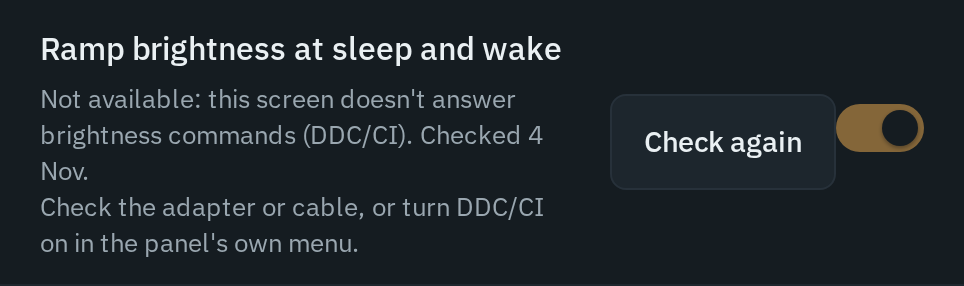 Ramp brightness at sleep and wake
Not available: this screen doesn't answer
brightness commands (DDC/CI). Checked 4
Nov.
Check the adapter or cable, or turn DDC/CI
on in the panel's own menu.
Check again